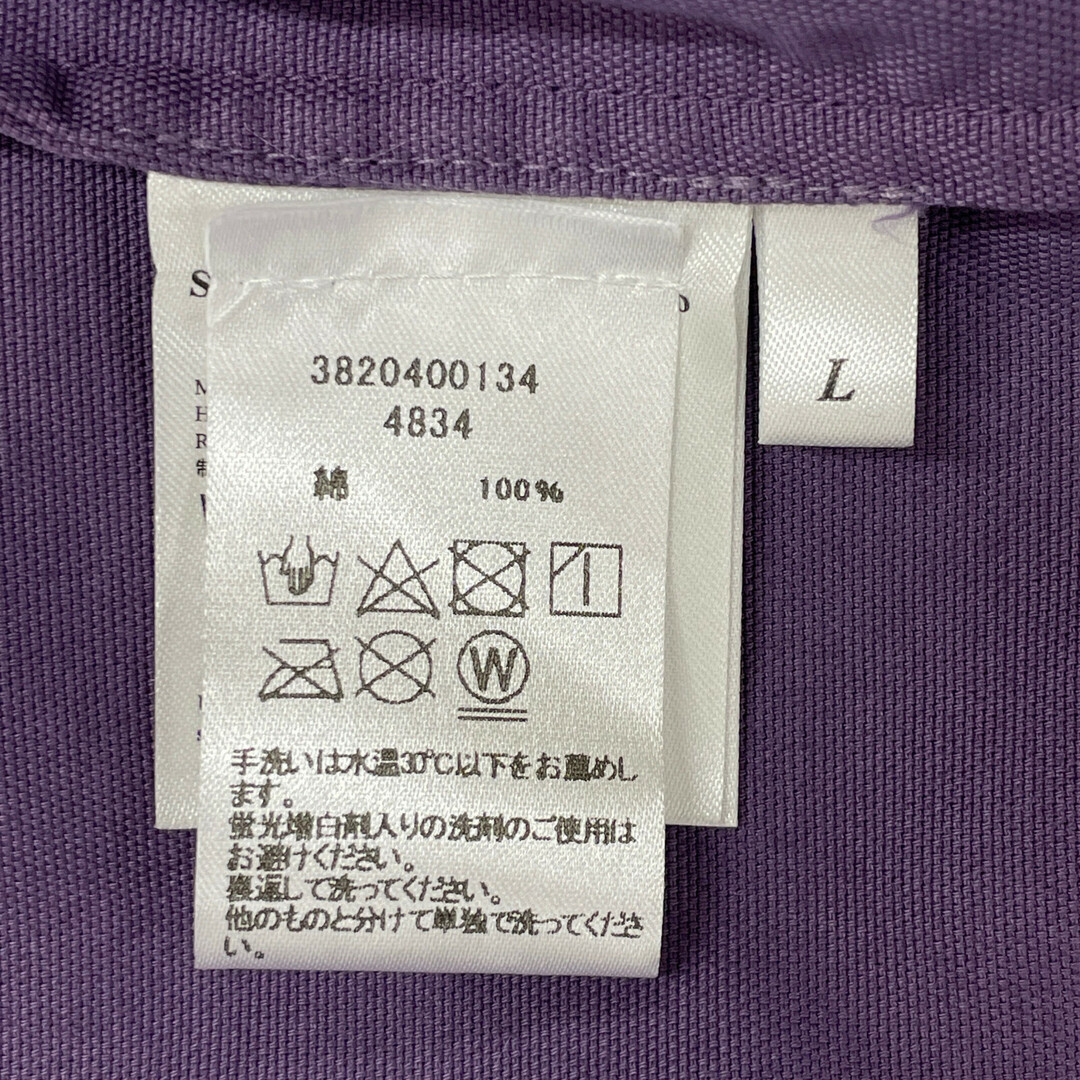 3820400134
4834
綿 100%
L
W
手洗いは水温30℃以下をお薦めし
ます。
蛍光増白剤入りの洗剤のご使用は
お避けください。
裏返して洗ってください。
他のものと分けて単独で洗ってくださ
い。